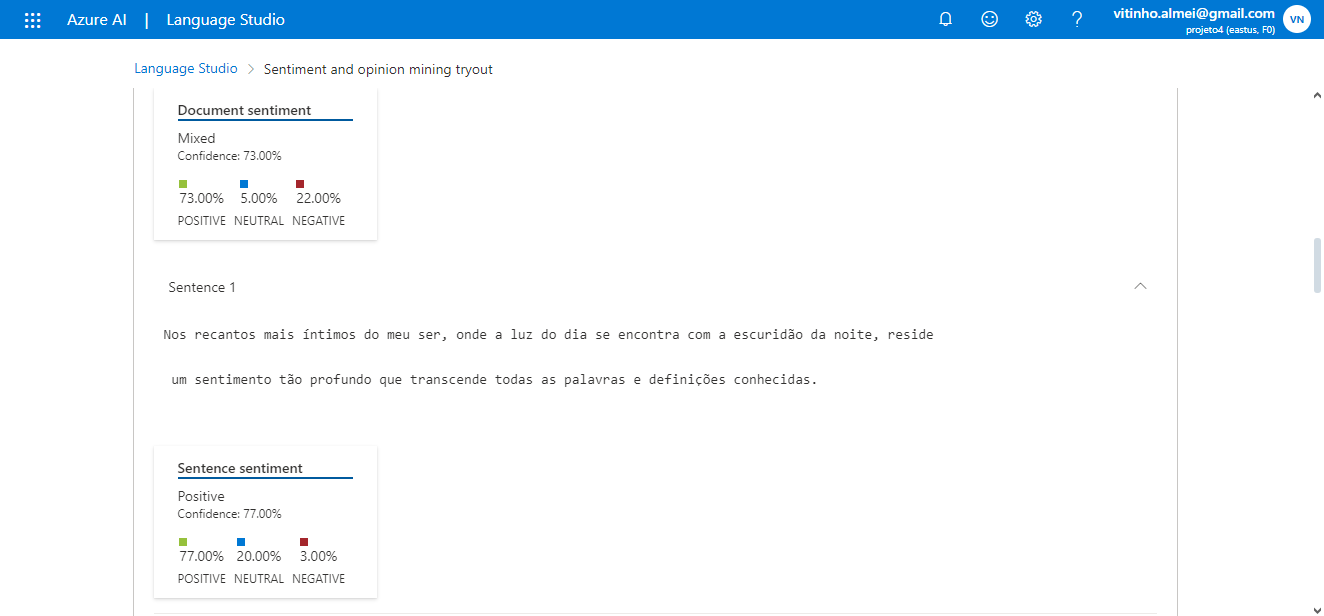 Azure AI | Language Studio
vitinho.almei@gmail.com
projeto4 (eastus, F0)
VN
Language Studio > Sentiment and opinion mining tryout
Document sentiment
Mixed
Confidence: 73.00%
73.00% 5.00% 22.00%
POSITIVE NEUTRAL NEGATIVE
Sentence 1
Nos recantos mais íntimos do meu ser, onde a luz do dia se encontra com a escuridão da noite, reside
um sentimento tão profundo que transcende todas as palavras e definições conhecidas.
Sentence sentiment
Positive
Confidence: 77.00%
77.00% 20.00% 3.00%
POSITIVE NEUTRAL NEGATIVE